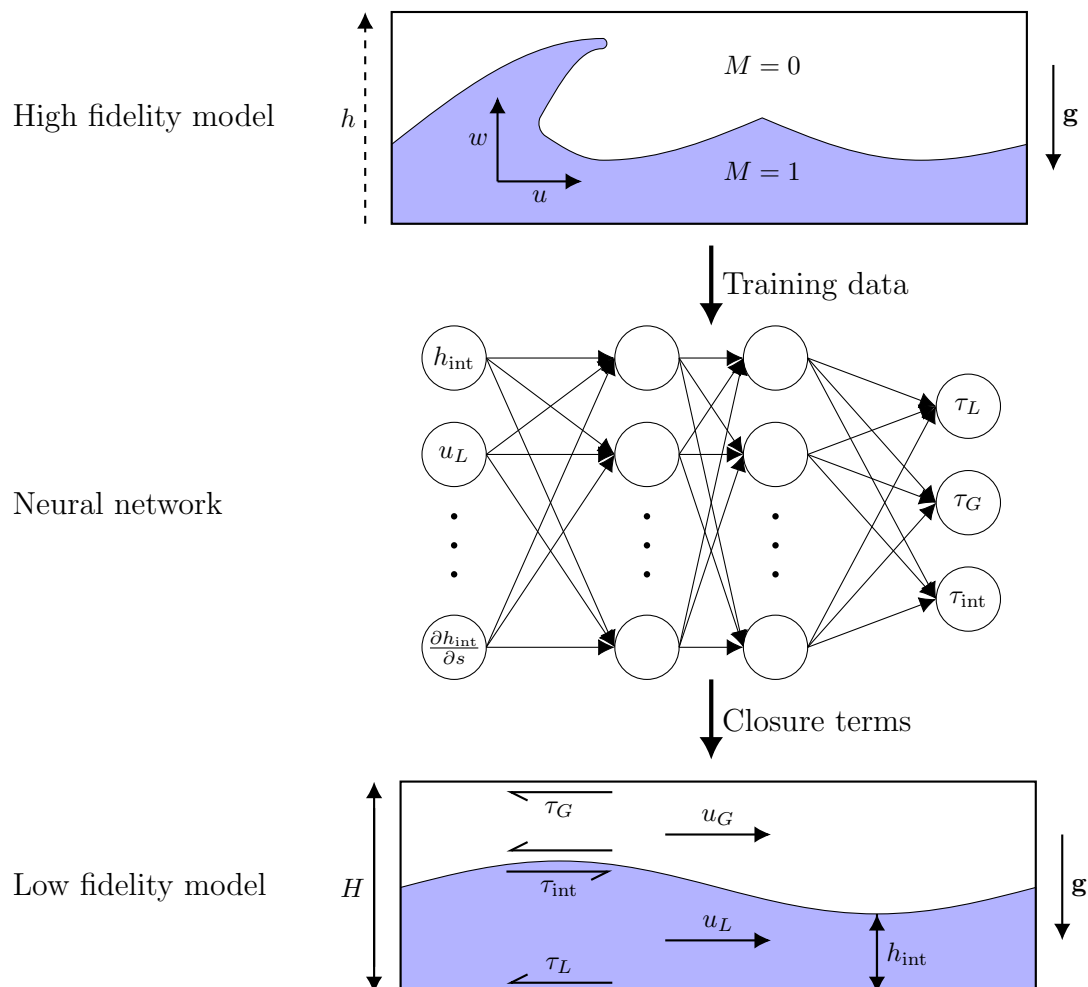 High fidelity model
h
w
u
M = 0
M = 1
g
Training data
Neural network
h_int
u_L
∂h_int/∂s
τ_L
τ_G
τ_int
Closure terms
Low fidelity model
H
τ_G
u_G
τ_int
u_L
τ_L
h_int
g